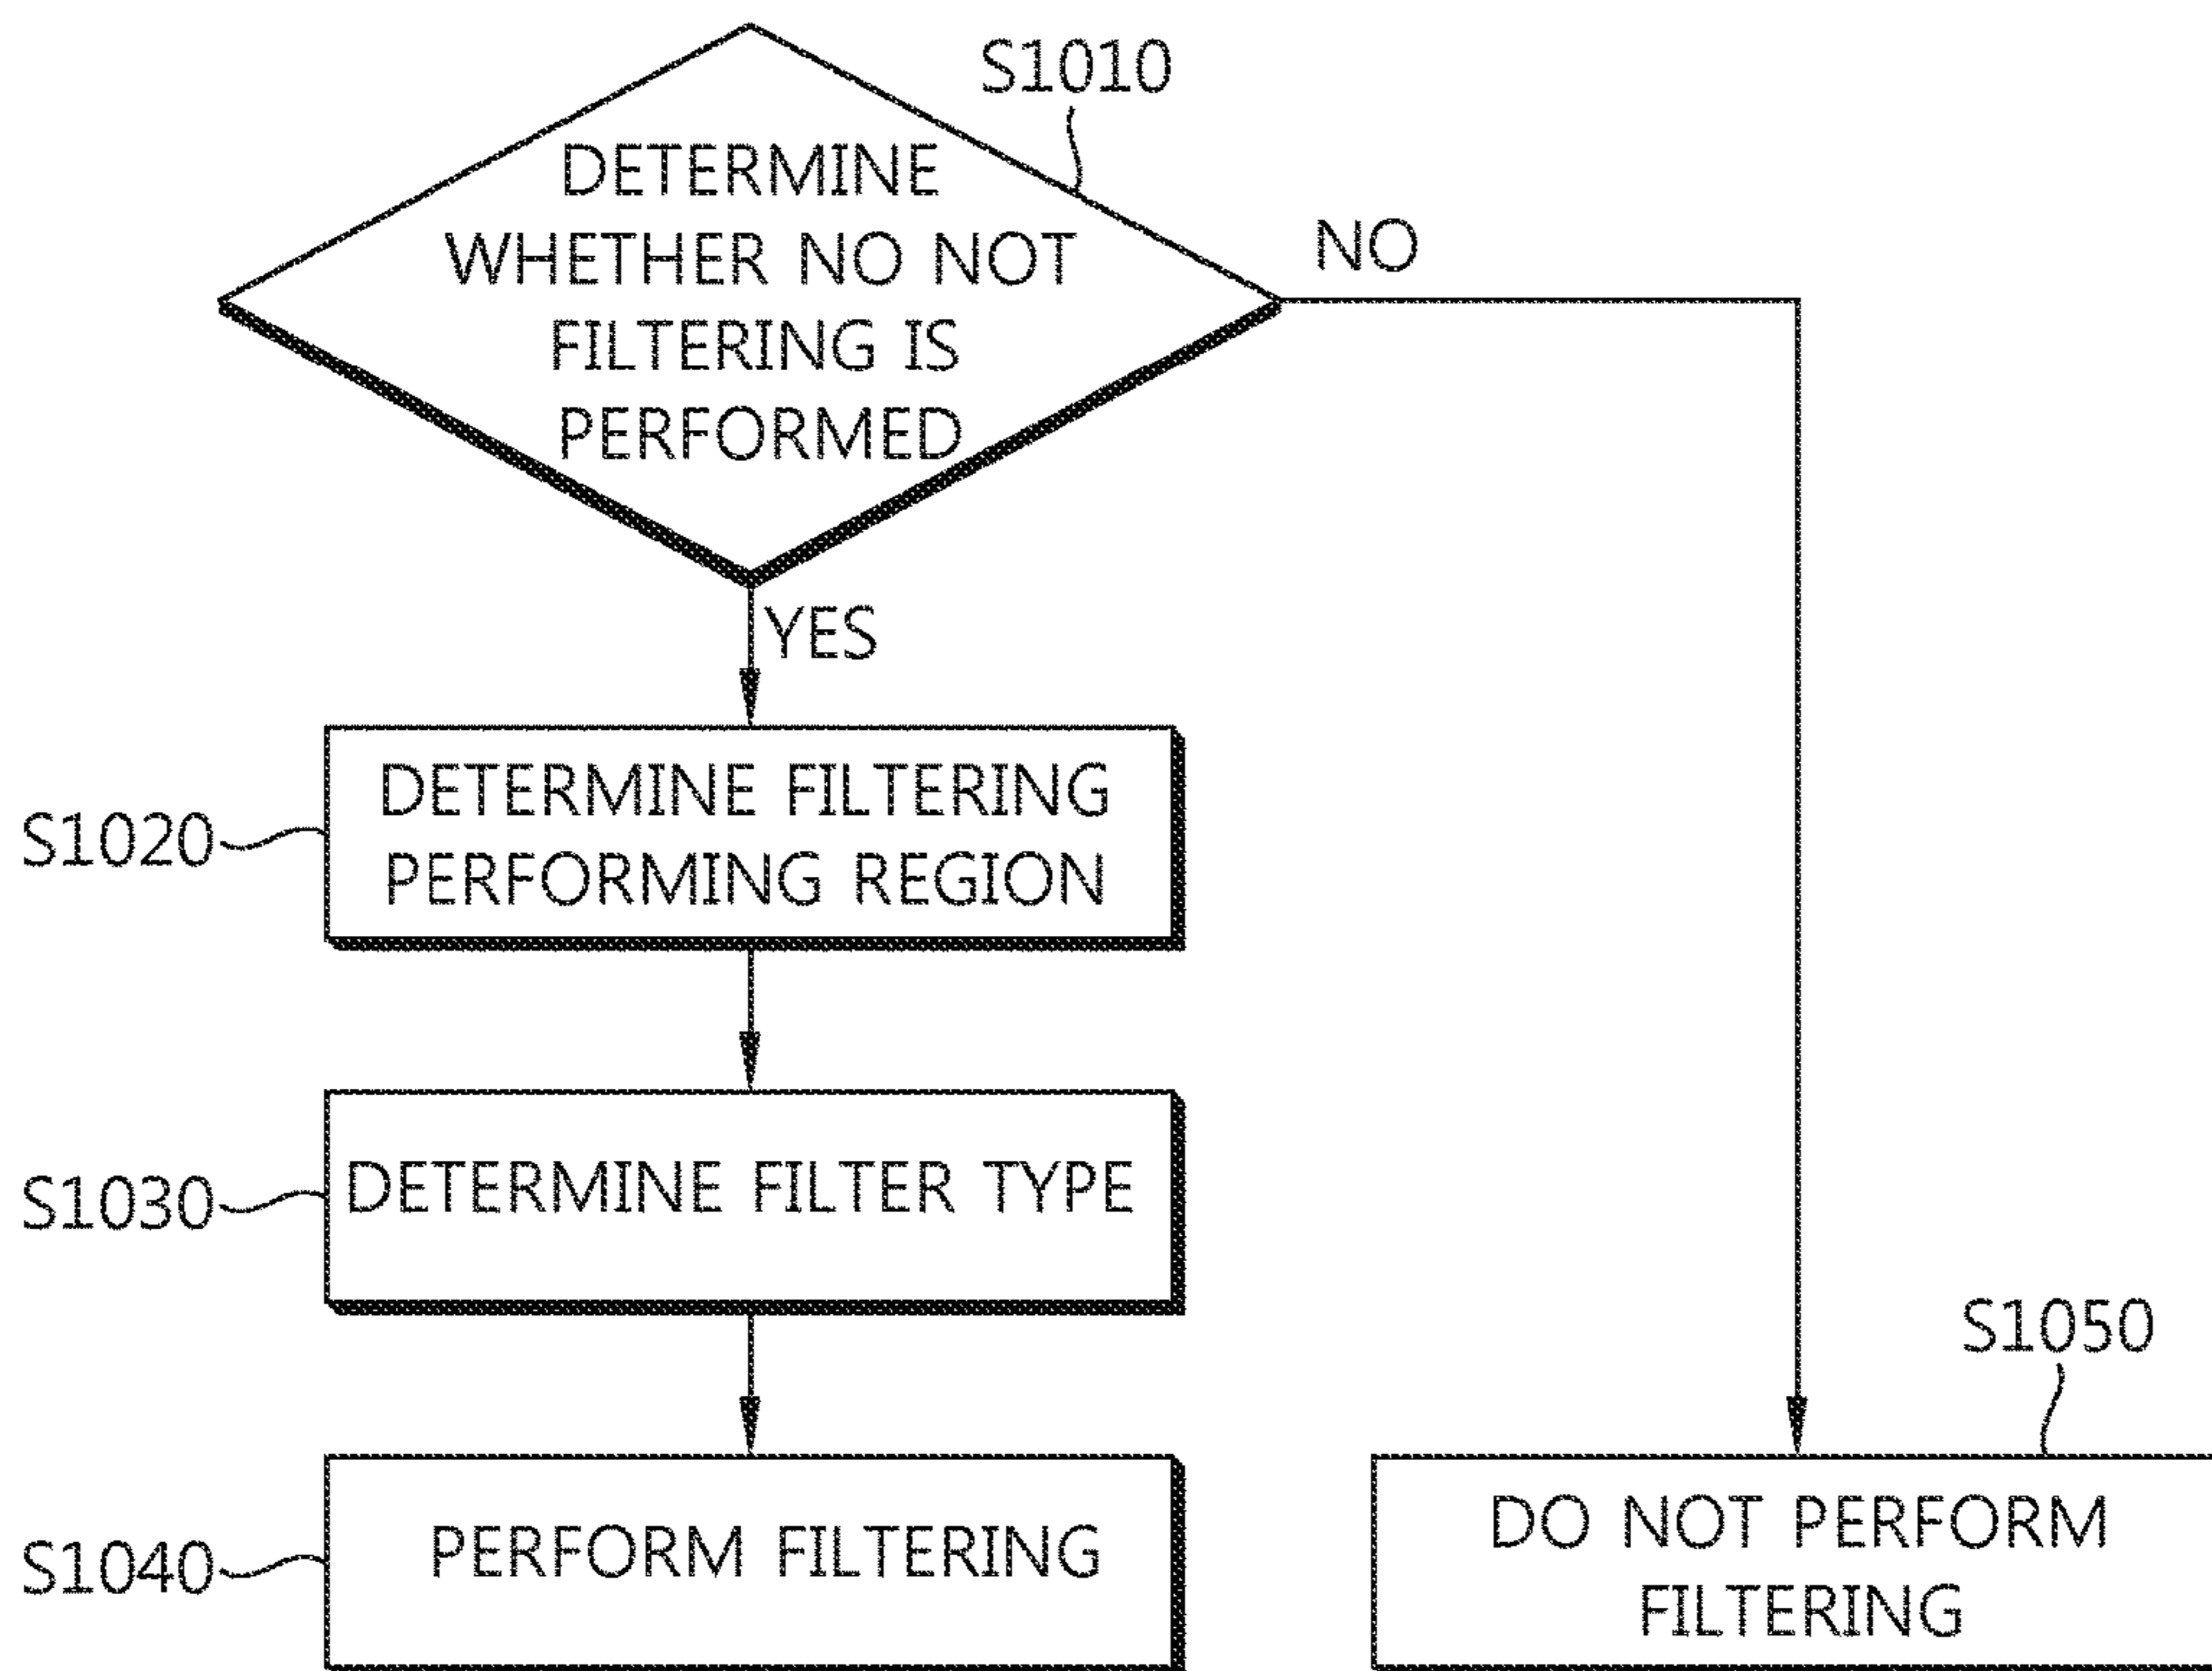 S1010
DETERMINE
WHETHER NO NOT
FILTERING IS
PERFORMED
NO
YES
S1020
DETERMINE FILTERING
PERFORMING REGION
S1030
DETERMINE FILTER TYPE
S1040
PERFORM FILTERING
S1050
DO NOT PERFORM
FILTERING